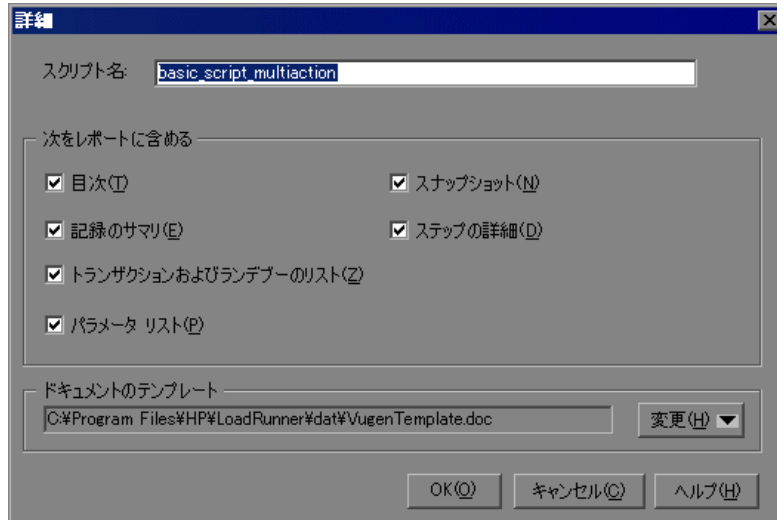 詳細
スクリプト名: basic_script_multiaction
次をレポートに含める
目次(T)
スナップショット(N)
記録のサマリ(E)
ステップの詳細(D)
トランザクションおよびランデブーのリスト(Z)
パラメータ リスト(P)
ドキュメントのテンプレート
C:¥Program Files¥HP¥LoadRunner¥dat¥VugenTemplate.doc
変更(H)
OK(O) キャンセル(C) ヘルプ(H)